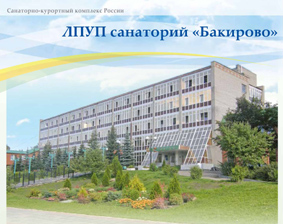 Санаторно-курортный комплекс России
ЛПУП санаторий «Бакирово»